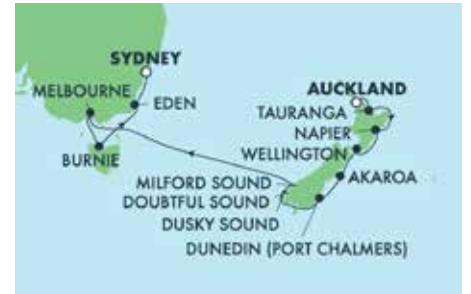 SYDNEY
MELBOURNE
EDEN
BURNIE
AUCKLAND
TAURANGA
NAPIER
WELLINGTON
AKAROA
MILFORD SOUND
DOUBTFUL SOUND
DUSKY SOUND
DUNEDIN (PORT CHALMERS)